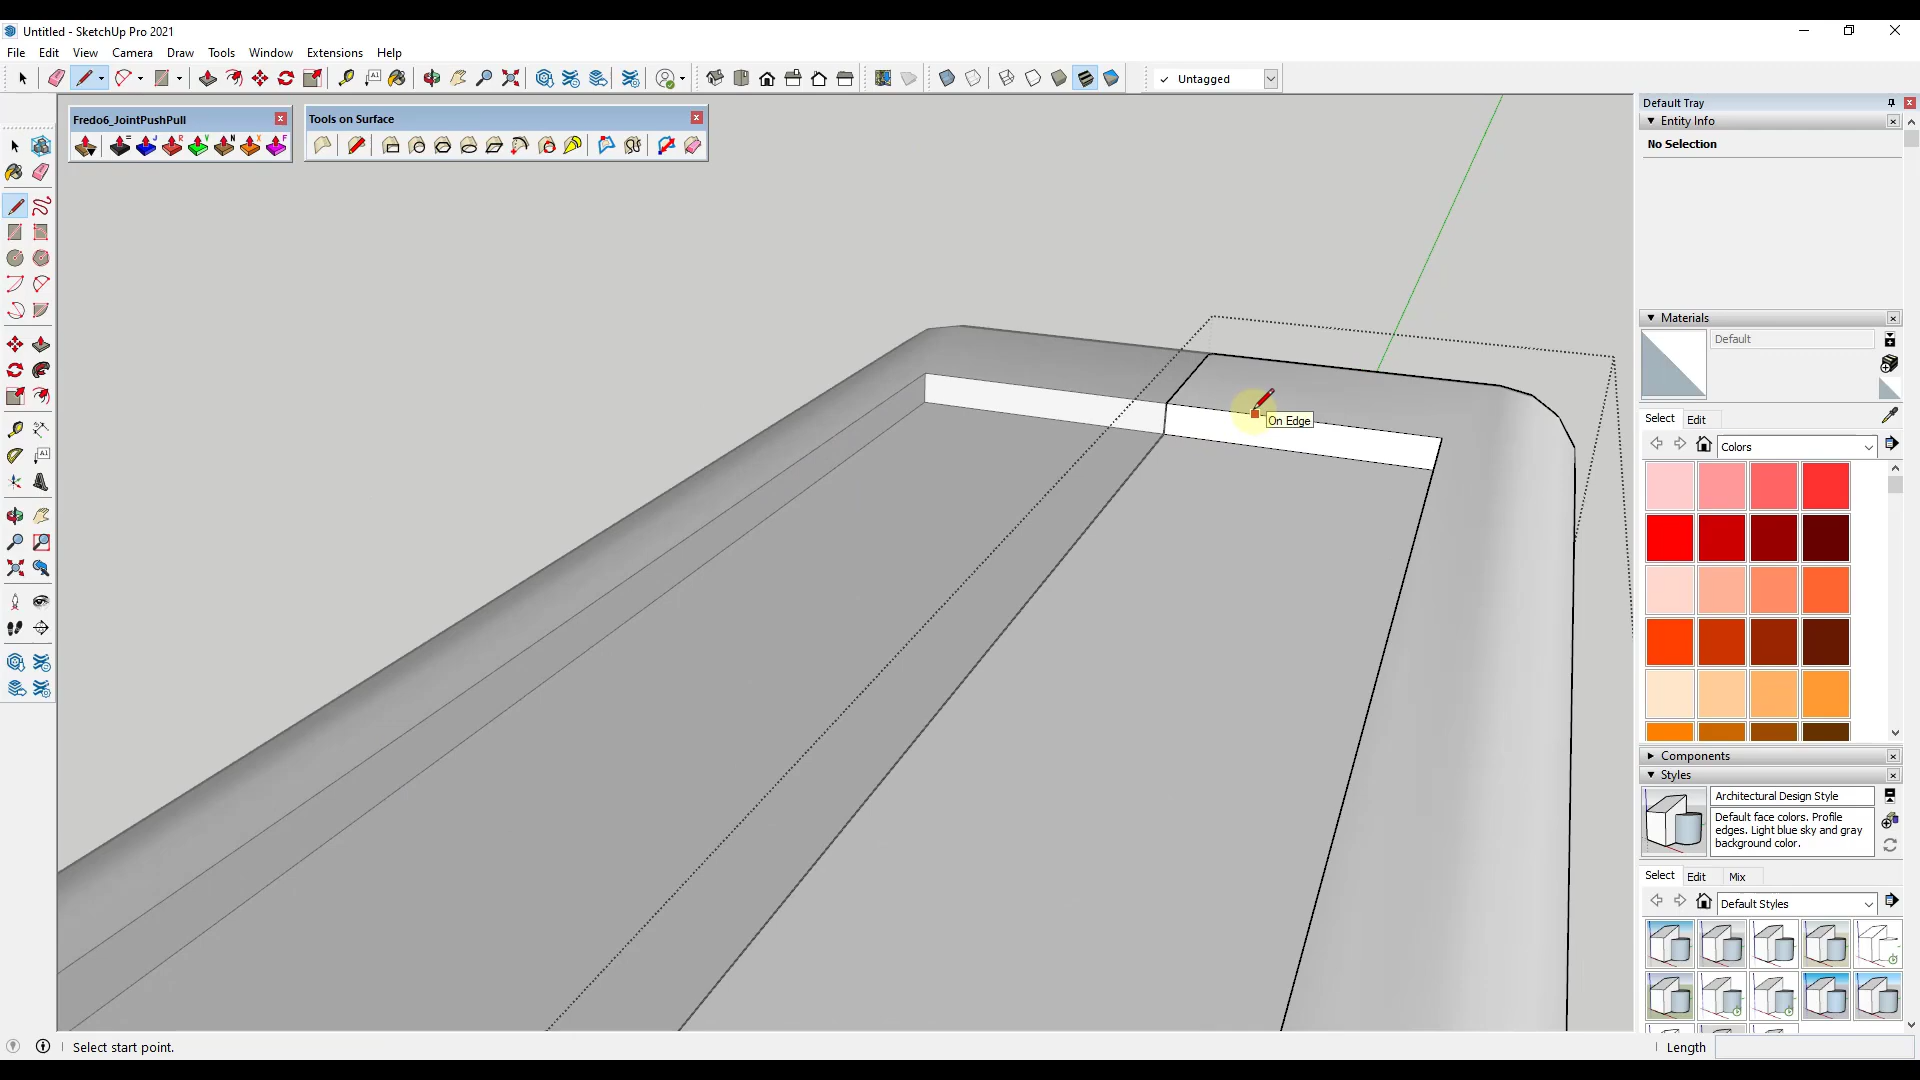 Untitled - SketchUp Pro 2021
File Edit View Camera Draw Tools Window Extensions Help
Untagged
Default Tray
Fredo6_JointPushPull
Tools on Surface
Entity Info
No Selection
Materials
Default
Select Edit
Colors
On Edge
Components
Styles
Architectural Design Style
Default face colors. Profile
edges. Light blue sky and gray
background color.
Select Edit Mix
Default Styles
Select start point.
Length